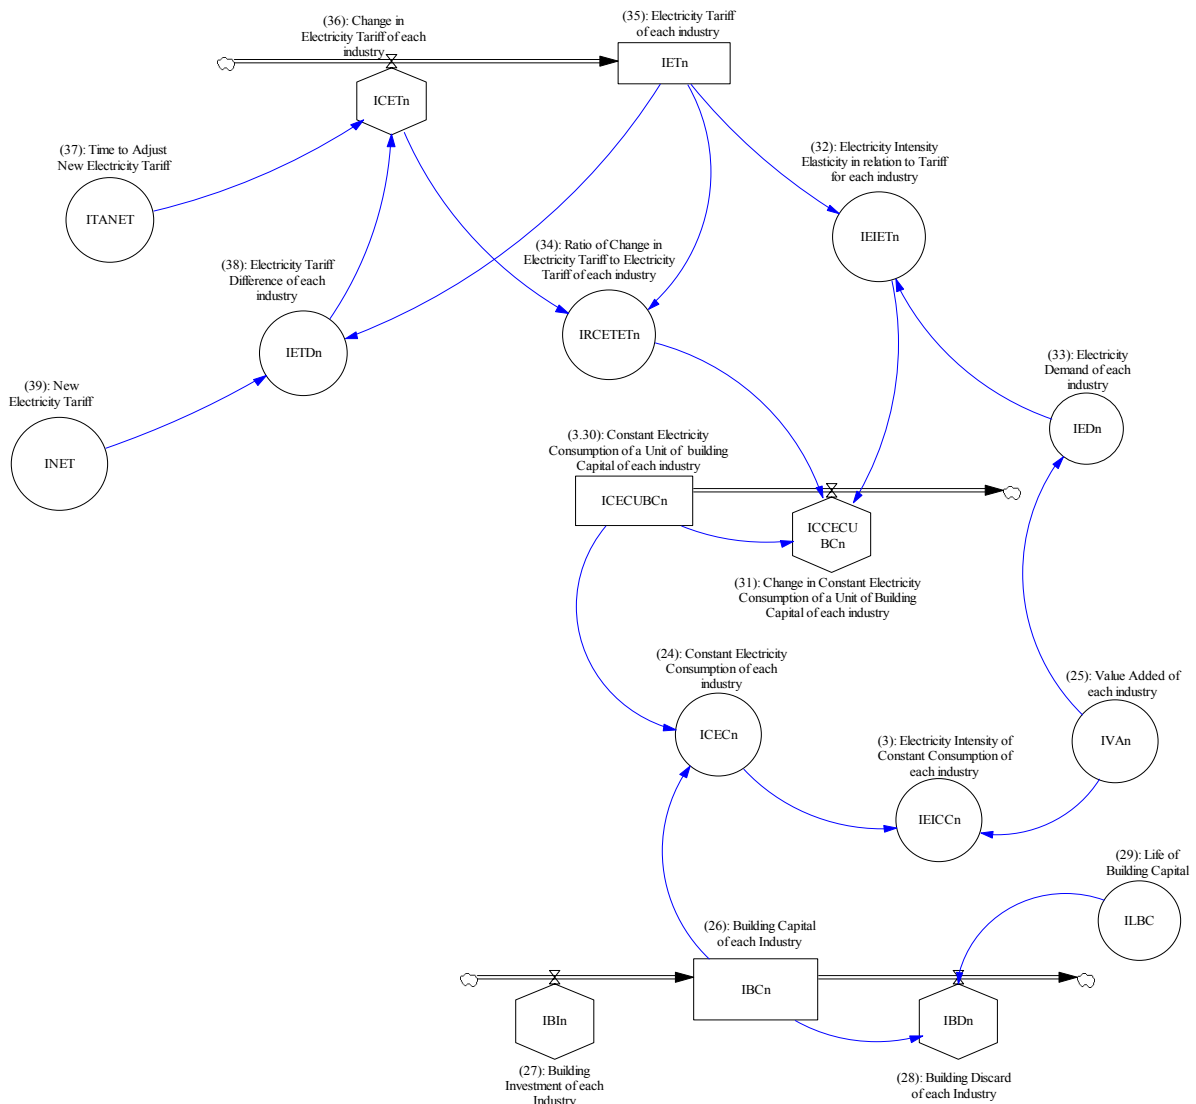 (36): Change in
Electricity Tariff of each
industry
(35): Electricity Tariff
of each industry
IETn
ICETn
(37): Time to Adjust
New Electricity Tariff
ITANET
(32): Electricity Intensity
Elasticity in relation to Tariff
for each industry
IEIETn
(34): Ratio of Change in
Electricity Tariff to Electricity
Tariff of each industry
IRCETETn
(38): Electricity Tariff
Difference of each
industry
IETDn
(33): Electricity
Demand of each
industry
IEDn
(39): New
Electricity Tariff
INET
(3.30): Constant Electricity
Consumption of a Unit of building
Capital of each industry
ICECUBCn
ICCECU
BCn
(31): Change in Constant Electricity
Consumption of a Unit of Building
Capital of each industry
(24): Constant Electricity
Consumption of each
industry
ICECn
(25): Value Added of
each industry
IVAn
(3): Electricity Intensity of
Constant Consumption of
each industry
IEICCn
(29): Life of
Building Capital
ILBC
(26): Building Capital
of each Industry
IBCn
IBIn
(27): Building
Investment of each
Industry
IBDn
(28): Building Discard
of each Industry